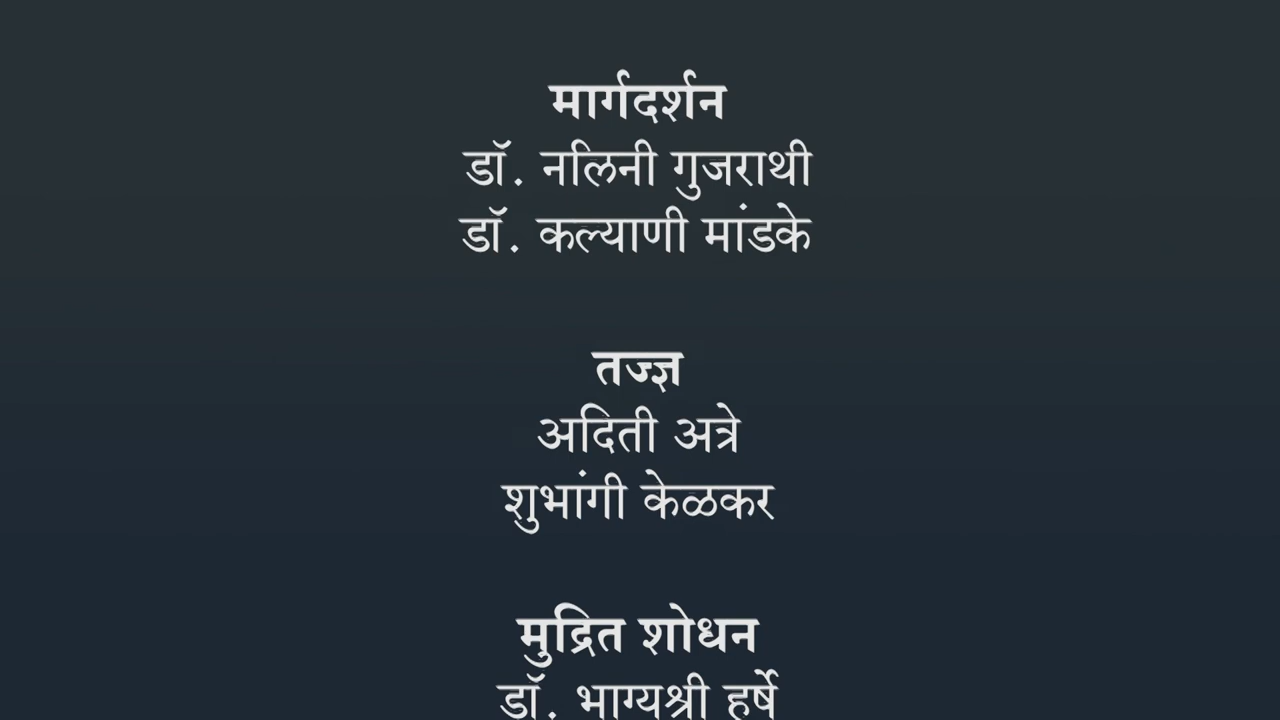 मार्गदर्शन
डॉ. नलिनी गुजराथी
डॉ. कल्याणी मांडके
तज्ज्ञ
अदिती अत्रे
शुभांगी केळकर
मुद्रित शोधन
डॉ. भाग्यश्री हर्षे